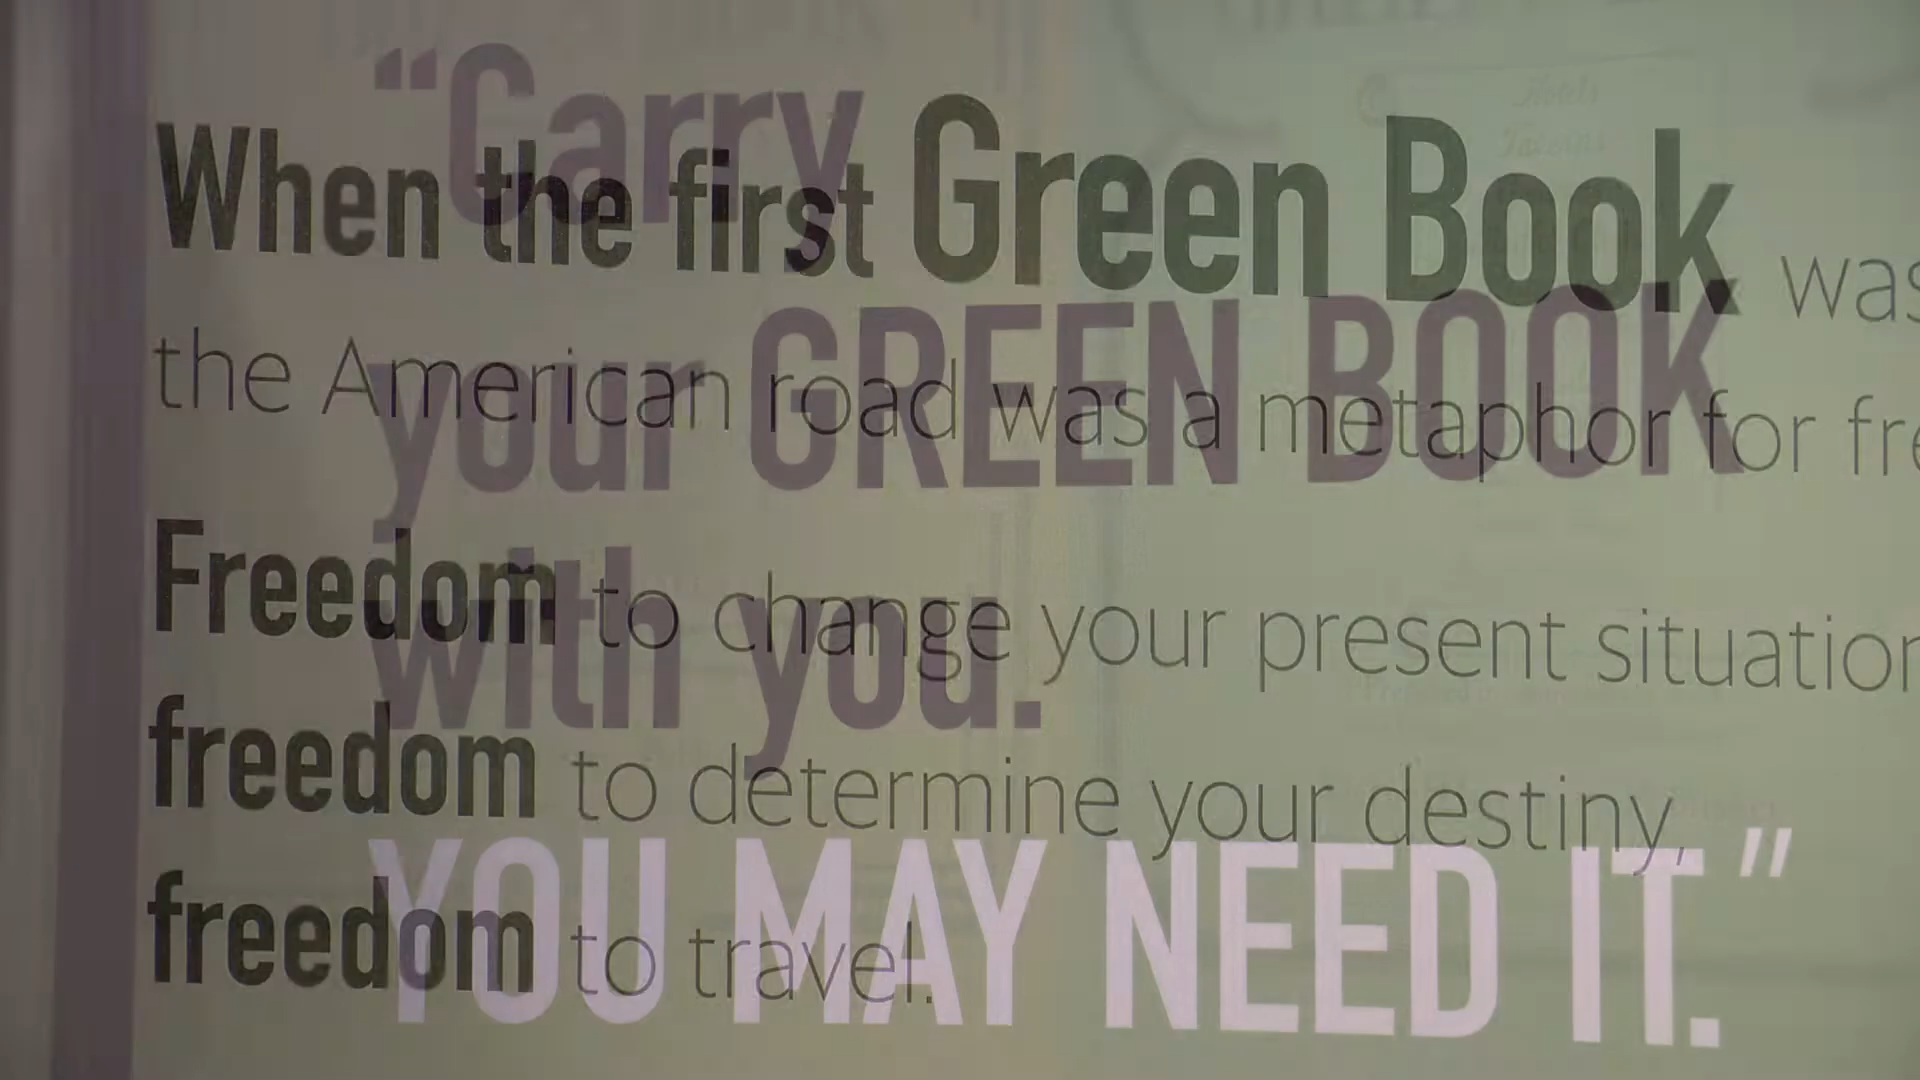 “Carry
your GREEN BOOK
with you.
YOU MAY NEED IT.”
When the first Green Book was
the American road was a metaphor for fre
Freedom to change your present situation
freedom to determine your destiny,
freedom to travel.